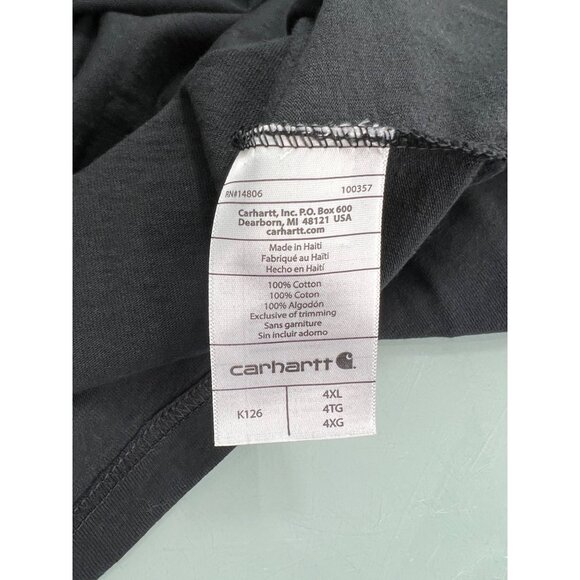 RN#14806 100357
Carhartt, Inc. P.O. Box 600
Dearborn, MI 48121 USA
carhartt.com
Made in Haiti
Fabriqué au Haïti
Hecho en Haití
100% Cotton
100% Coton
100% Algodón
Exclusive of trimming
Sans garniture
Sin incluir adorno
carhartt
K126
4XL
4TG
4XG